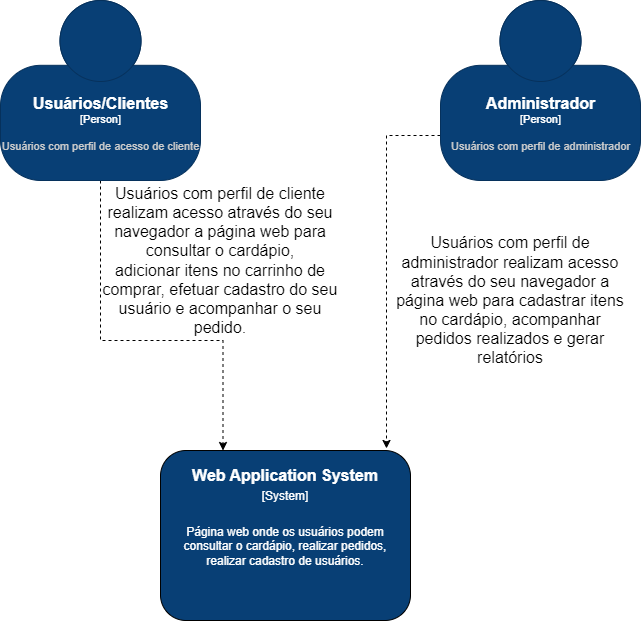 Usuários/Clientes
[Person]
Usuários com perfil de acesso de cliente
Administrador
[Person]
Usuários com perfil de administrador
Usuários com perfil de cliente
realizam acesso através do seu
navegador a página web para
consultar o cardápio,
adicionar itens no carrinho de
comprar, efetuar cadastro do seu
usuário e acompanhar o seu
pedido.
Usuários com perfil de
administrador realizam acesso
através do seu navegador a
página web para cadastrar itens
no cardápio, acompanhar
pedidos realizados e gerar
relatórios
Web Application System
[System]
Página web onde os usuários podem
consultar o cardápio, realizar pedidos,
realizar cadastro de usuários.